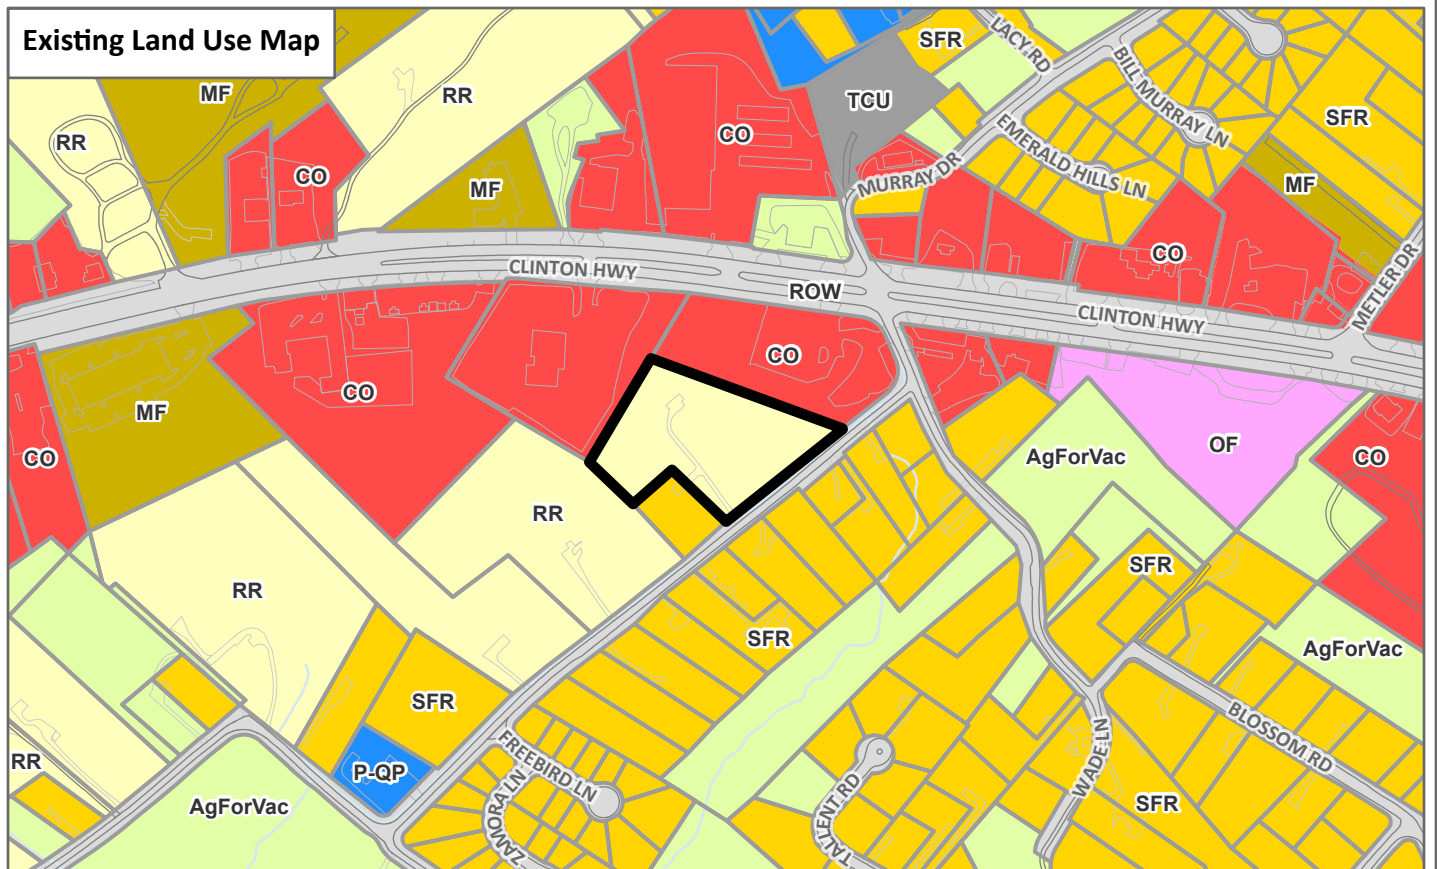 Existing Land Use Map
SFR
LACY RD
MF
RR
TCU
BILL MURRAY LN
SFR
RR
CO
EMERALD HILLS LN
CO
MF
MURRAY DR
MF
CO
CLINTON HWY
ROW
METLER DR
CLINTON HWY
CO
CO
MF
OF
AgForVac
CO
CO
RR
SFR
RR
SFR
AgForVac
SFR
BLOSSOM RD
FREEBIRD LN
WADE LN
RR
P-QP
ZAMORA LN
TALLENT RD
AgForVac
SFR